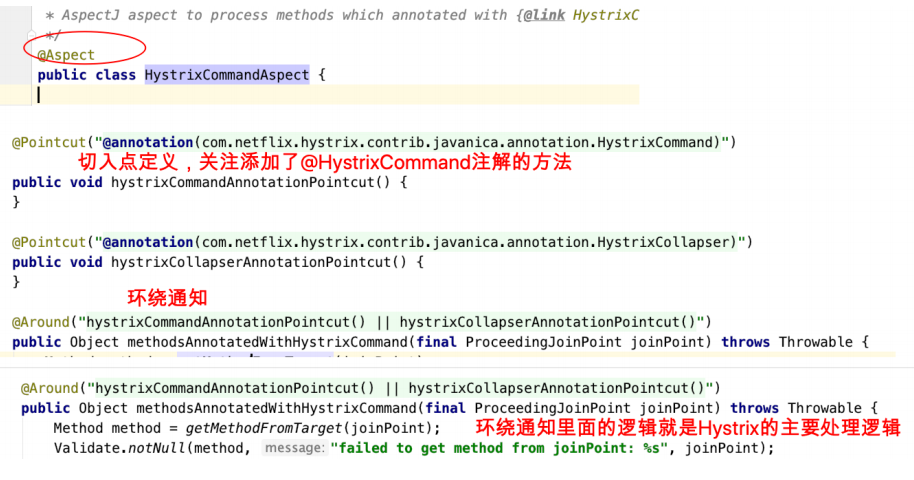 * AspectJ aspect to process methods which annotated with {@link HystrixC
*/
@Aspect
public class HystrixCommandAspect {
@Pointcut("@annotation(com.netflix.hystrix.contrib.javanica.annotation.HystrixCommand)")
切入点定义，关注添加了@HystrixCommand注解的方法
public void hystrixCommandAnnotationPointcut() {
}
@Pointcut("@annotation(com.netflix.hystrix.contrib.javanica.annotation.HystrixCollapser)")
public void hystrixCollapserAnnotationPointcut() {
}
环绕通知
@Around("hystrixCommandAnnotationPointcut() || hystrixCollapserAnnotationPointcut()")
public Object methodsAnnotatedWithHystrixCommand(final ProceedingJoinPoint joinPoint) throws Throwable {
@Around("hystrixCommandAnnotationPointcut() || hystrixCollapserAnnotationPointcut()")
public Object methodsAnnotatedWithHystrixCommand(final ProceedingJoinPoint joinPoint) throws Throwable {
Method method = getMethodFromTarget(joinPoint); 环绕通知里面的逻辑就是Hystrix的主要处理逻辑
Validate.notNull(method, message: "failed to get method from joinPoint: %s", joinPoint);